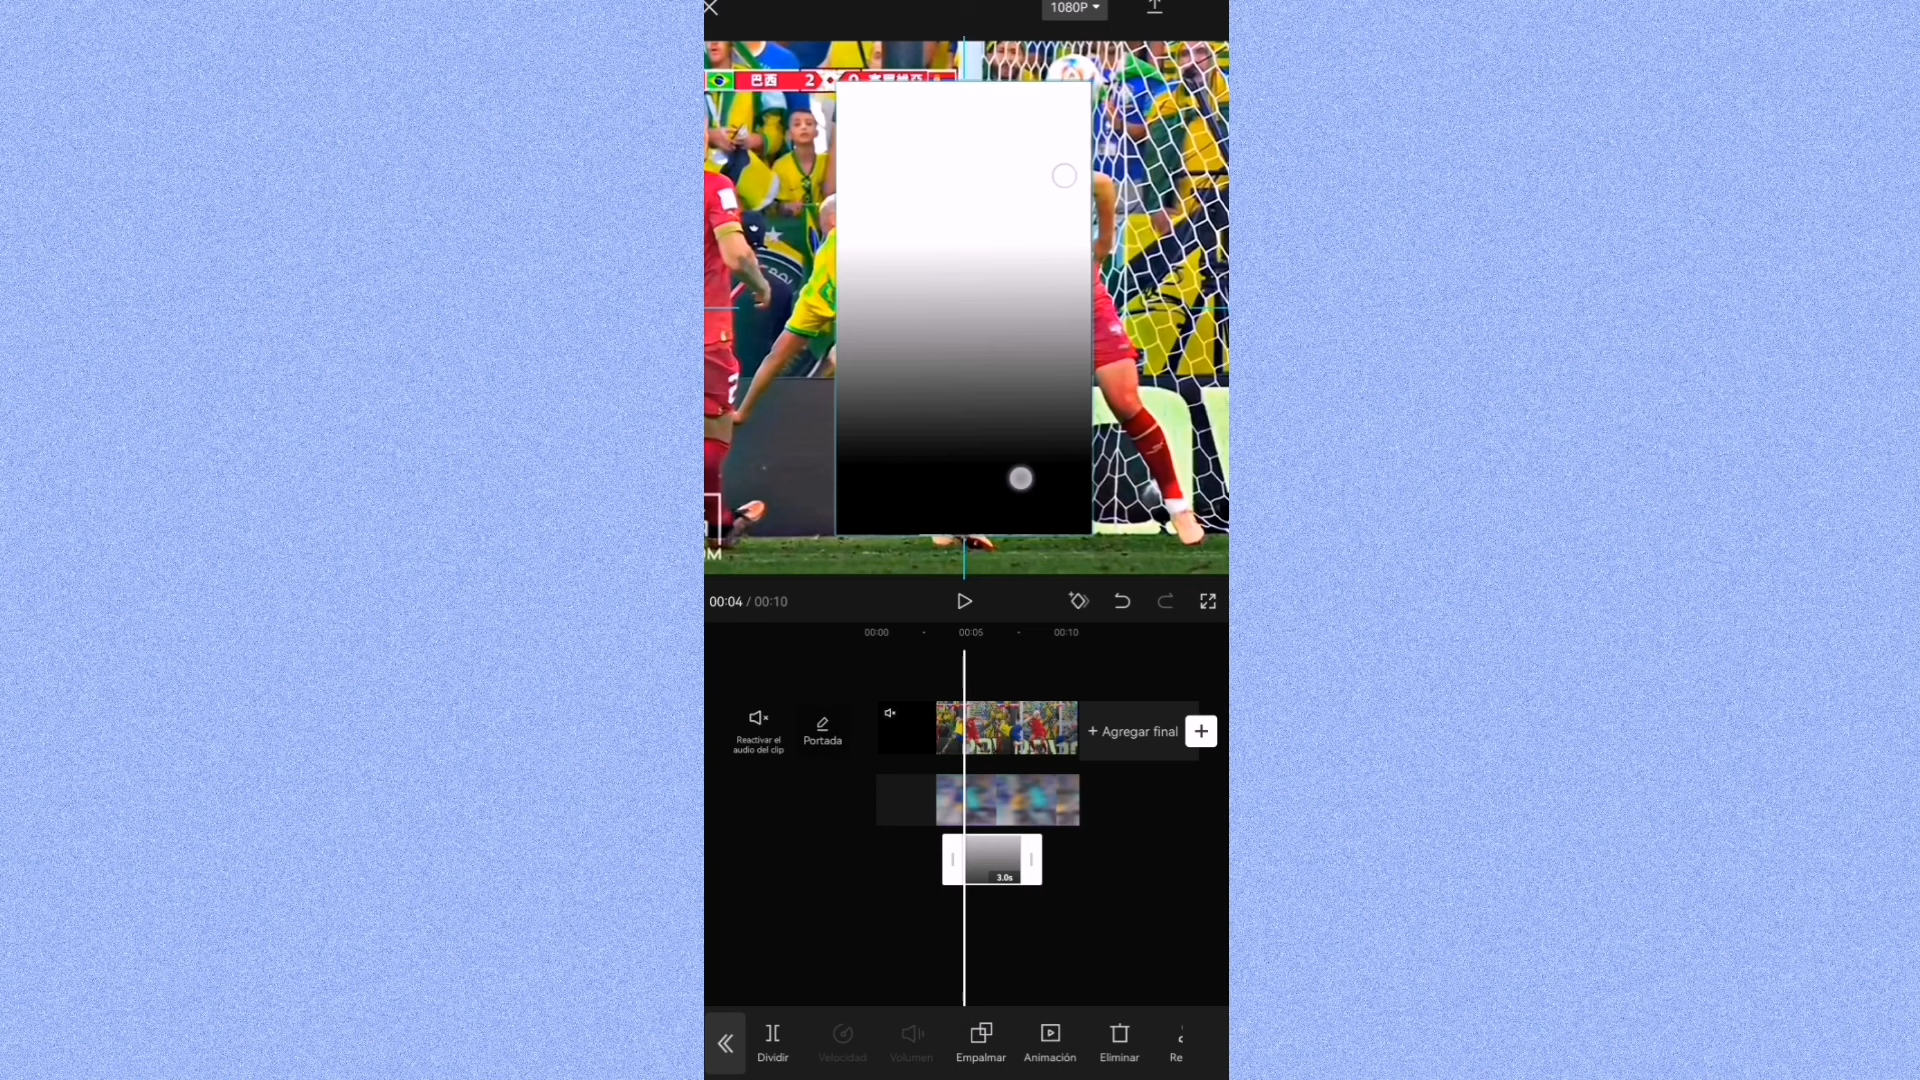 1080P
巴西 2
00:04 / 00:10
00:00
00:05
00:10
Reactivar el
audio del clip
Portada
+ Agregar final
3.0s
Dividir
Velocidad
Volumen
Empalmar
Animación
Eliminar
Re